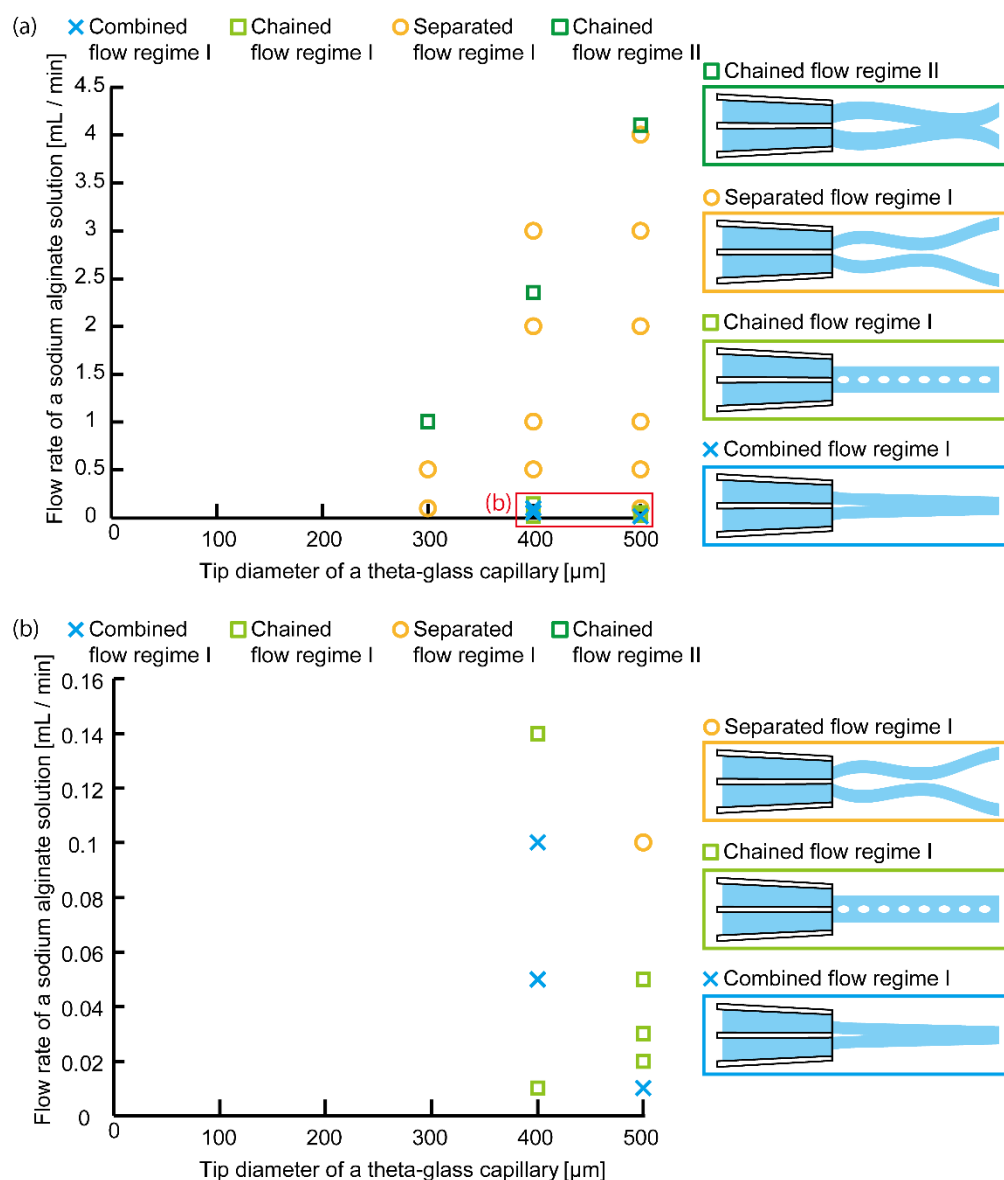 (a)
Combined flow regime I
Chained flow regime I
Separated flow regime I
Chained flow regime II
Flow rate of a sodium alginate solution [mL / min]
4.5
4
3.5
3
2.5
2
1.5
1
0.5
0
(b)
0
100
200
300
400
500
Tip diameter of a theta-glass capillary [µm]
Chained flow regime II
Separated flow regime I
Chained flow regime I
Combined flow regime I
(b)
Combined flow regime I
Chained flow regime I
Separated flow regime I
Chained flow regime II
Flow rate of a sodium alginate solution [mL / min]
0.16
0.14
0.12
0.1
0.08
0.06
0.04
0.02
0
0
100
200
300
400
500
Tip diameter of a theta-glass capillary [µm]
Separated flow regime I
Chained flow regime I
Combined flow regime I